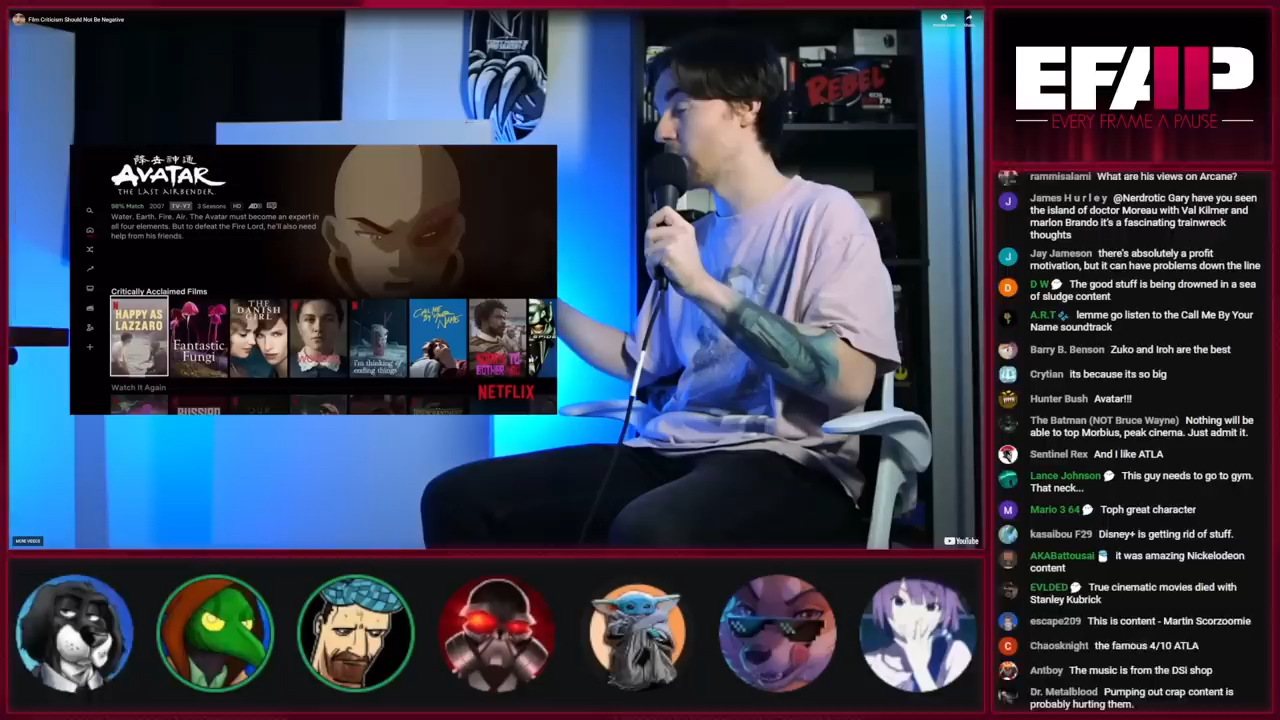 Film Criticism Should Not Be Negative
REBEL
降去神通
AVATAR
THE LAST AIRBENDER
98% Match 2007 TV-Y7 3 Seasons HD AD
Water. Earth. Fire. Air. The Avatar must become an expert in
all four elements. But to defeat the Fire Lord, he'll also need
help from his friends.
Critically Acclaimed Films
HAPPY AS
LAZZARO
Fantastic
Fungi
THE
DANISH
GIRL
I'm thinking of
ending things
CALL ME
BY YOUR
NAME
SORRY TO
BOTHER
Watch It Again
NETFLIX
MORE VIDEOS
YouTube
EFAP
EVERY FRAME A PAUSE
rammisalami What are his views on Arcane?
James H u r l e y @Nerdrotic Gary have you seen
the island of doctor Moreau with Val Kilmer and
marlon Brando it's a fascinating trainwreck
thoughts
Jay Jameson there's absolutely a profit
motivation, but it can have problems down the line
D W The good stuff is being drowned in a sea
of sludge content
A.R.T lemme go listen to the Call Me By Your
Name soundtrack
Barry B. Benson Zuko and Iroh are the best
Crytian its because its so big
Hunter Bush Avatar!!!
The Batman (NOT Bruce Wayne) Nothing will be
able to top Morbius, peak cinema. Just admit it.
Sentinel Rex And I like ATLA
Lance Johnson This guy needs to go to gym.
That neck...
Mario 3 64 Toph great character
kasaibou F29 Disney+ is getting rid of stuff.
AKABattousai it was amazing Nickelodeon
content
EVLDED True cinematic movies died with
Stanley Kubrick
escape209 This is content - Martin Scorzoomie
Chaosknight the famous 4/10 ATLA
Antboy The music is from the DSi shop
Dr. Metalblood Pumping out crap content is
probably hurting them.